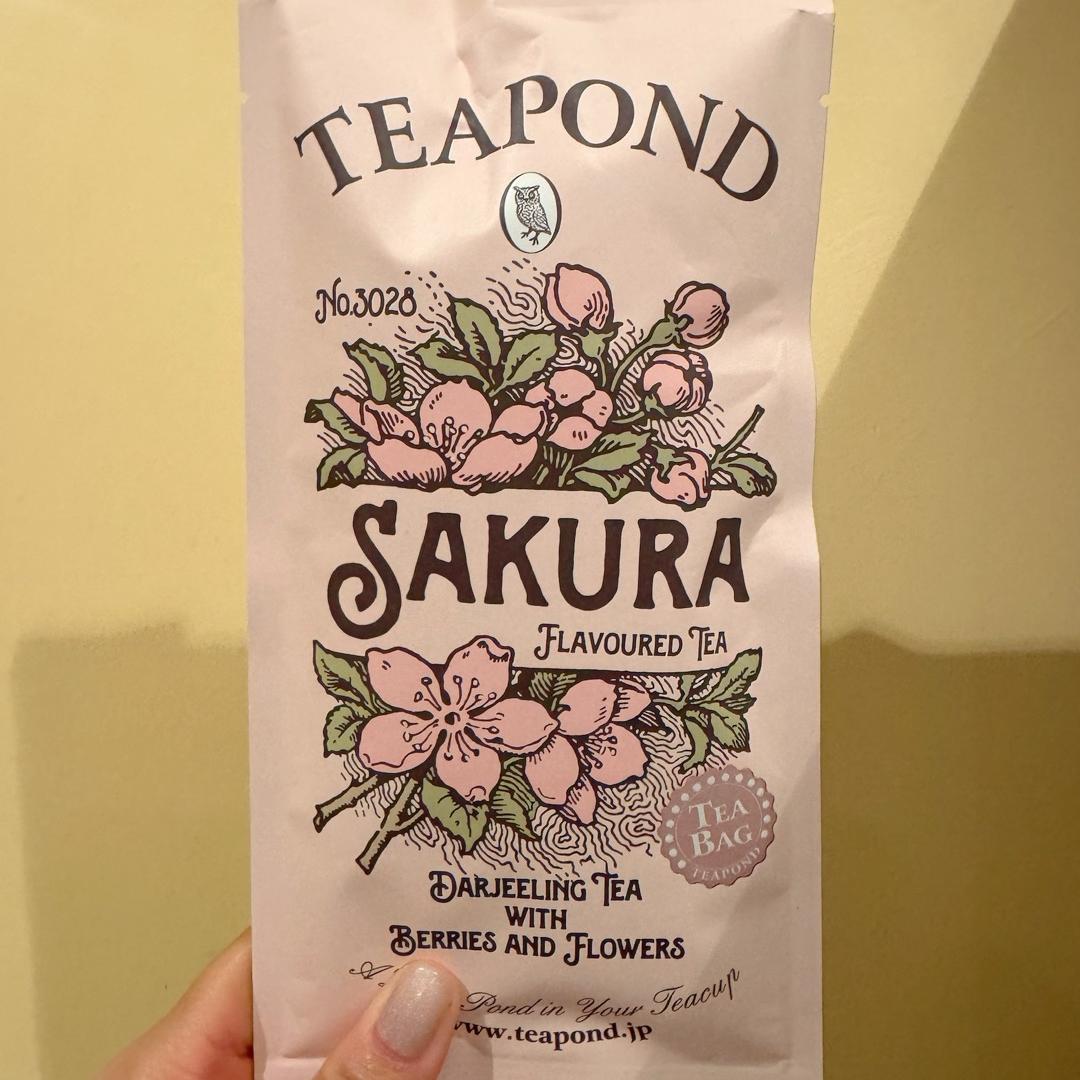 TEAPOND
No.3028
SAKURA
FLAVOURED TEA
TEA
BAG
TEAPOND
DARJEELING TEA
WITH
BERRIES AND FLOWERS
A Pond in Your Teacup
www.teapond.jp